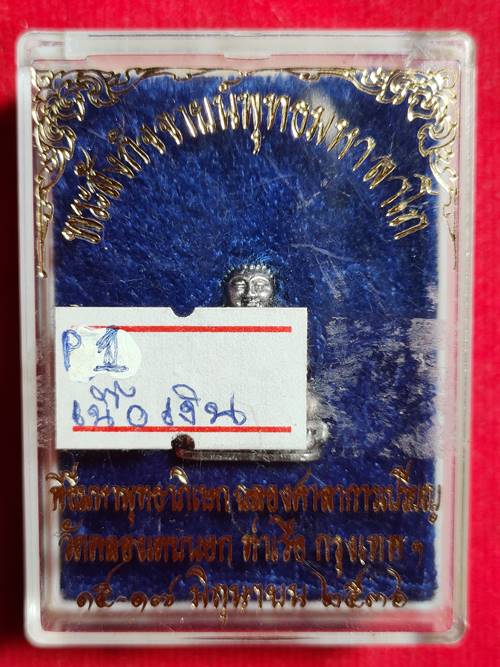 พระสังกัจจายน์พุทธมหาลาโภ
P 1
เนื้อเงิน
พิธีมหาพุทธาภิเษก ฉลองศาลาการเปรียญ
วัดคลองเตยนอก ท่าเรือ กรุงเทพ ฯ
๑๕-๑๗ มิถุนายน ๒๕๓๖